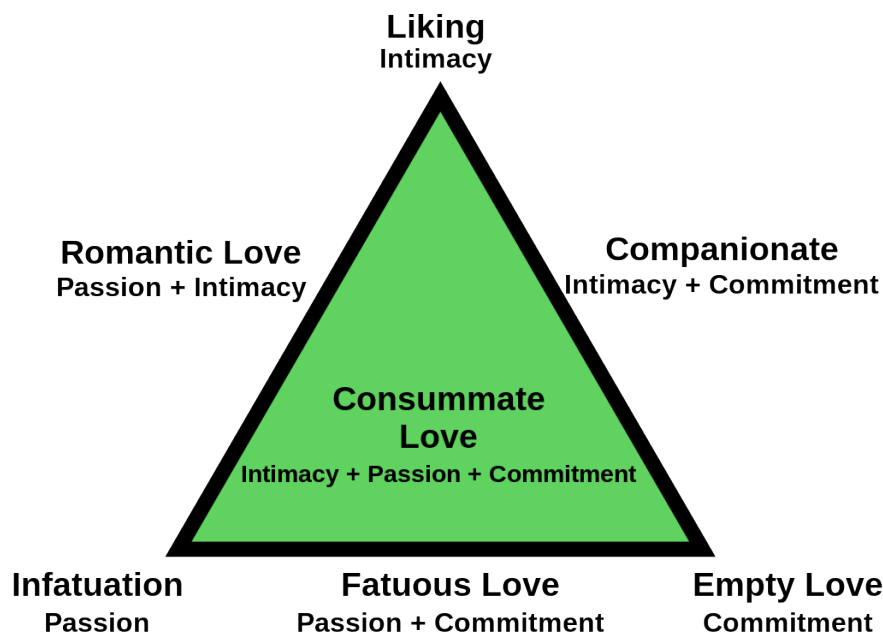 Liking
Intimacy
Romantic Love
Passion + Intimacy
Companionate
Intimacy + Commitment
Consummate
Love
Intimacy + Passion + Commitment
Infatuation
Passion
Fatuous Love
Passion + Commitment
Empty Love
Commitment